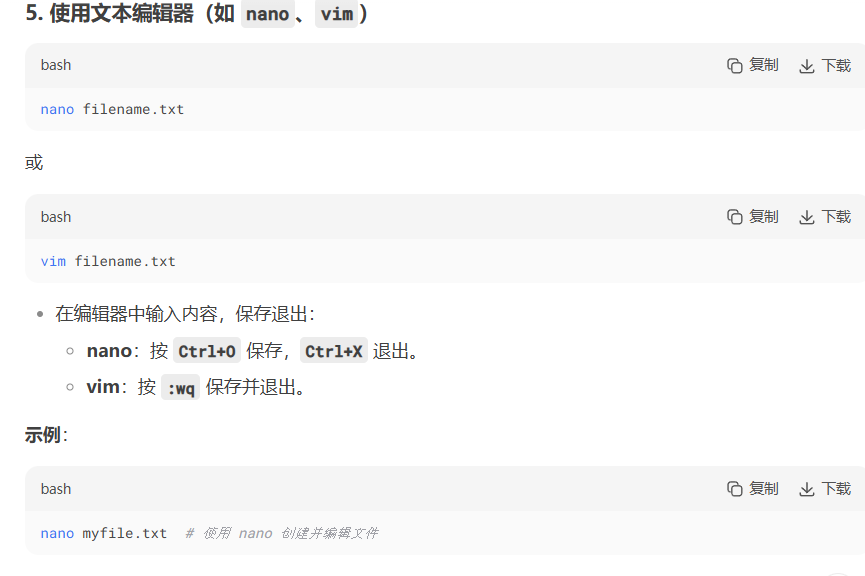 5. 使用文本编辑器（如 nano、vim）
bash 复制 下载
nano filename.txt
或
bash 复制 下载
vim filename.txt
在编辑器中输入内容，保存退出：
nano：按 Ctrl+O 保存，Ctrl+X 退出。
vim：按 :wq 保存并退出。
示例：
bash 复制 下载
nano myfile.txt # 使用 nano 创建并编辑文件